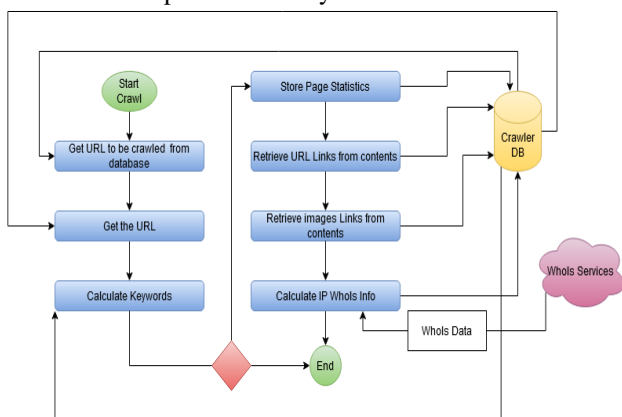 Start
Crawl
Get URL to be crawled from
database
Get the URL
Calculate Keywords
Store Page Statistics
Retrieve URL Links from contents
Retrieve images Links from
contents
Calculate IP WhoIs Info
End
Crawler
DB
WhoIs Services
WhoIs Data